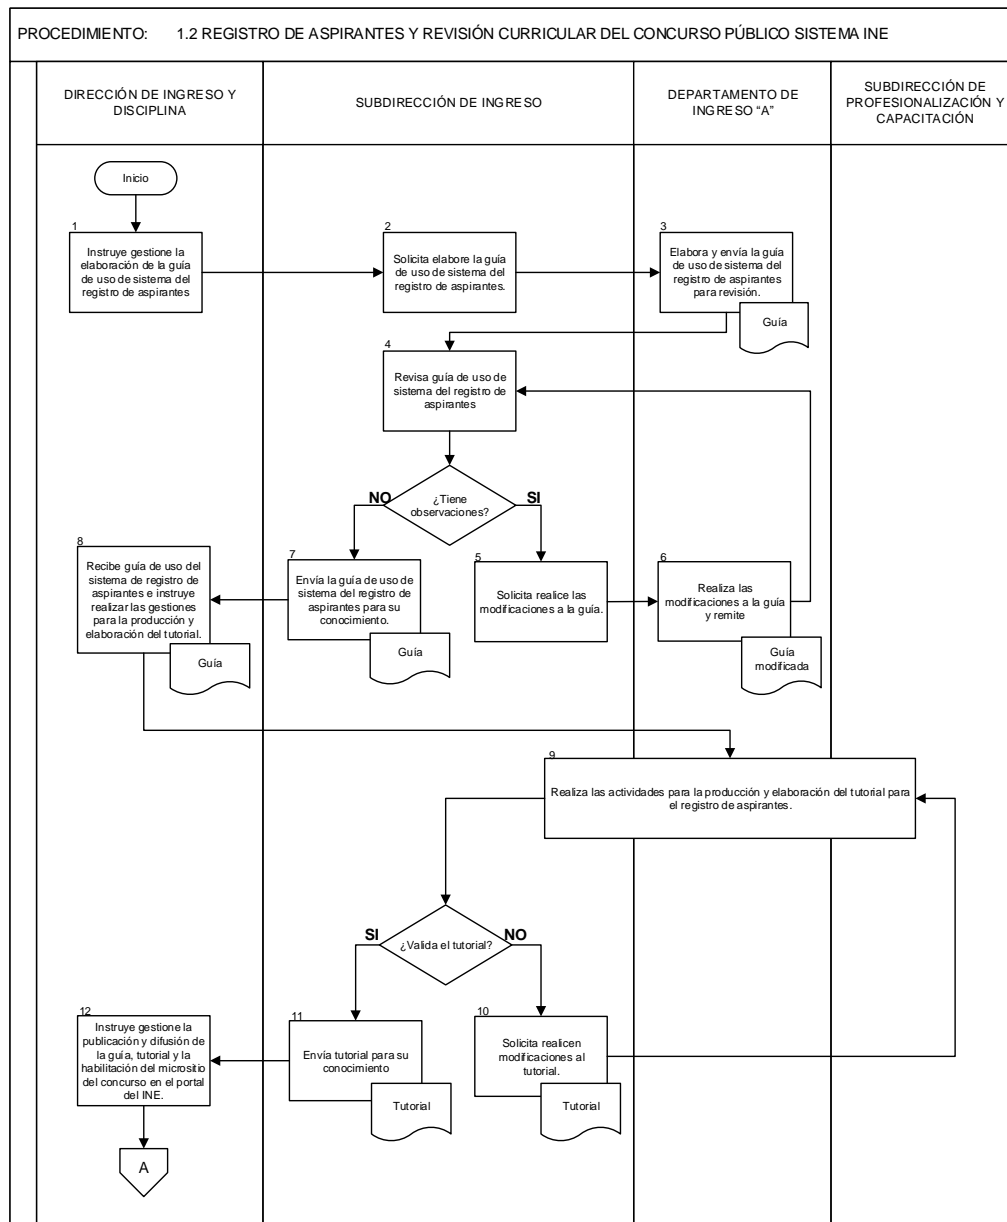 PROCEDIMIENTO: 1.2 REGISTRO DE ASPIRANTES Y REVISIÓN CURRICULAR DEL CONCURSO PÚBLICO SISTEMA INE
DIRECCIÓN DE INGRESO Y
DISCIPLINA
SUBDIRECCIÓN DE INGRESO
DEPARTAMENTO DE
INGRESO “A”
SUBDIRECCIÓN DE
PROFESIONALIZACIÓN Y
CAPACITACIÓN
Inicio
1
Instruye gestione la
elaboración de la guía
de uso de sistema del
registro de aspirantes
2
Solicita elabore la guía
de uso de sistema del
registro de aspirantes.
3
Elabora y envía la guía
de uso de sistema del
registro de aspirantes
para revisión.
Guía
4
Revisa guía de uso de
sistema del registro de
aspirantes
¿Tiene
observaciones?
NO
SI
8
Recibe guía de uso del
sistema de registro de
aspirantes e instruye
realizar las gestiones
para la producción y
elaboración del tutorial.
Guía
7
Envía la guía de uso de
sistema del registro de
aspirantes para su
conocimiento.
Guía
5
Solicita realice las
modificaciones a la guía.
6
Realiza las
modificaciones a la guía
y remite
Guía
modificada
9
Realiza las actividades para la producción y elaboración del tutorial para
el registro de aspirantes.
¿Valida el tutorial?
SI
NO
12
Instruye gestione la
publicación y difusión de
la guía, tutorial y la
habilitación del micrositio
del concurso en el portal
del INE.
11
Envía tutorial para su
conocimiento
Tutorial
10
Solicita realicen
modificaciones al
tutorial.
Tutorial
A